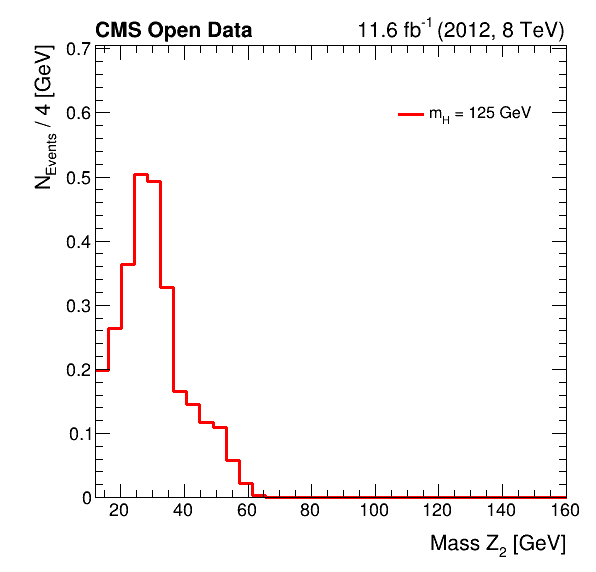 CMS Open Data 11.6 fb⁻¹ (2012, 8 TeV)
N_Events / 4 [GeV]
0.7
0.6
0.5
0.4
0.3
0.2
0.1
0
m_H = 125 GeV
20 40 60 80 100 120 140 160
Mass Z₂ [GeV]